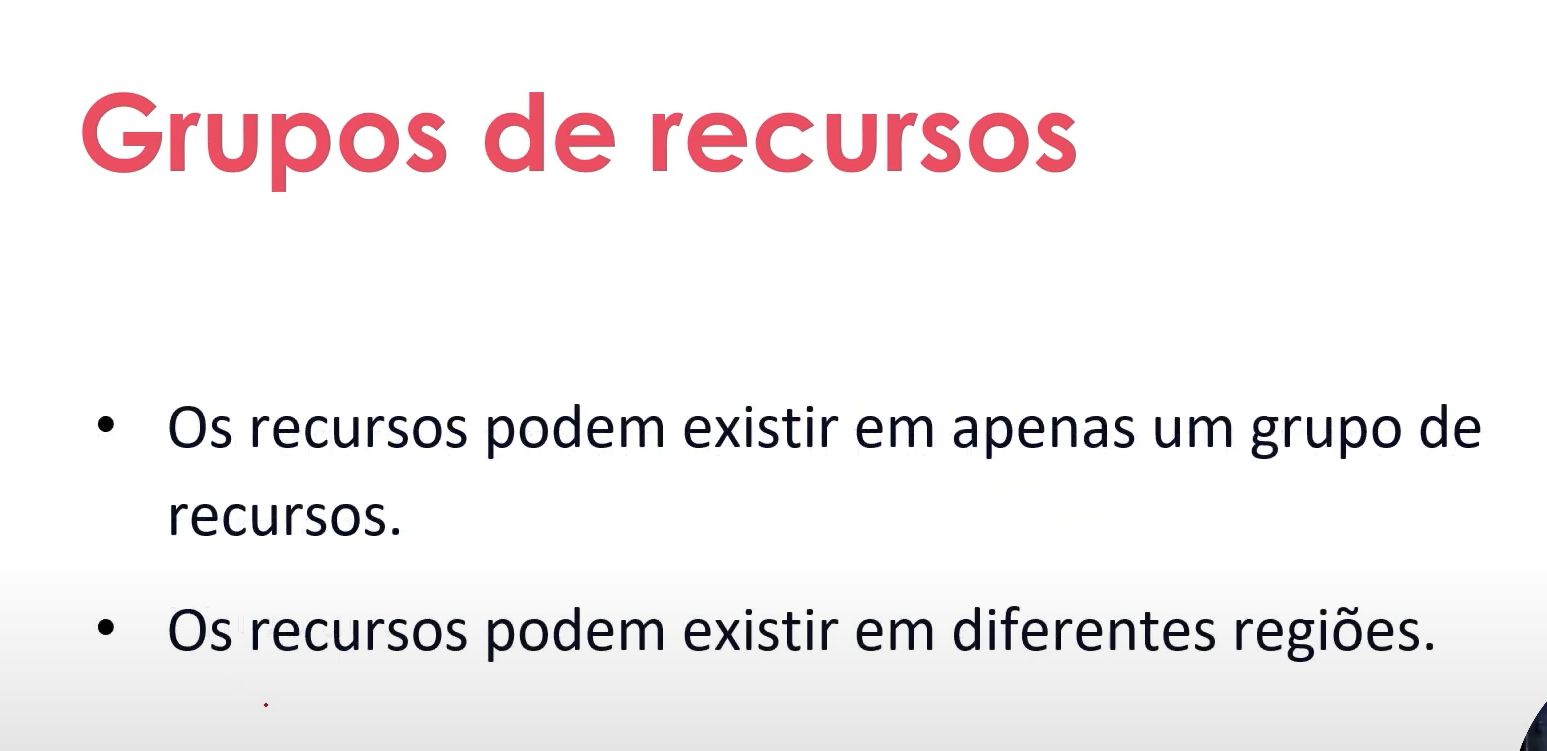 Grupos de recursos
• Os recursos podem existir em apenas um grupo de
recursos.
• Os recursos podem existir em diferentes regiões.